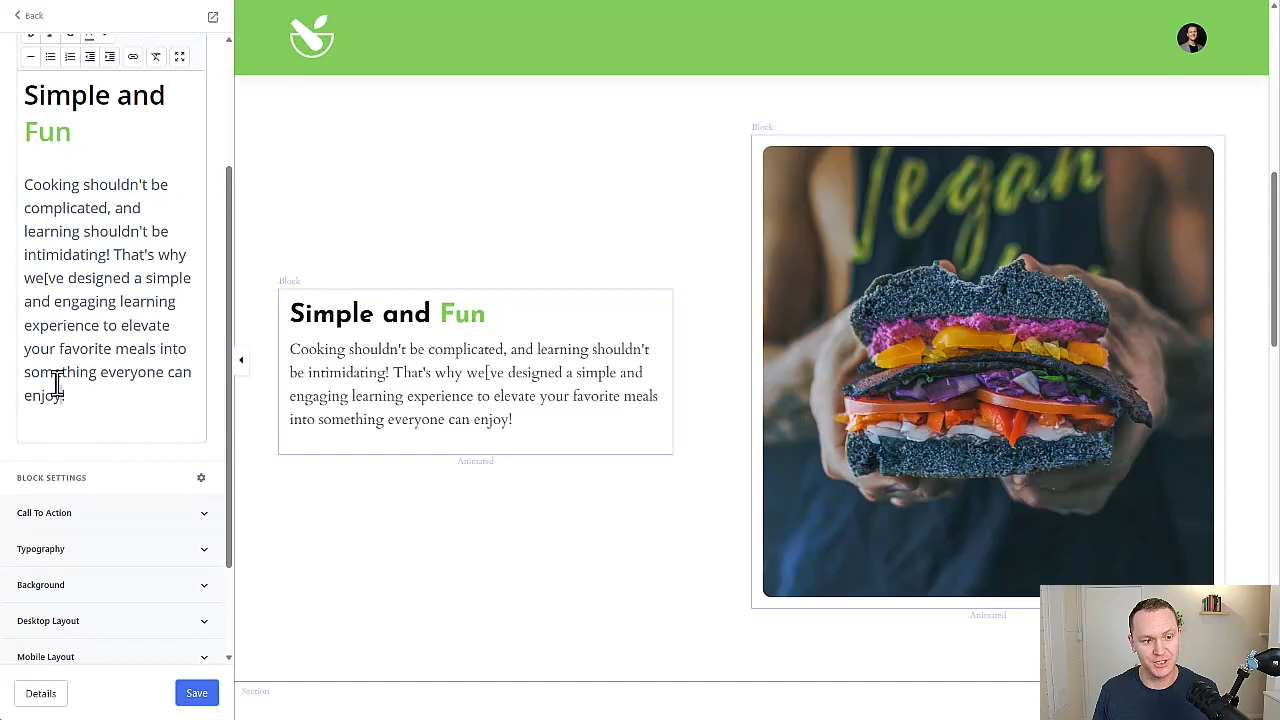 Back
Simple and
Fun
Cooking shouldn't be
complicated, and
learning shouldn't be
intimidating! That's why
we[ve designed a simple
and engaging learning
experience to elevate
your favorite meals into
something everyone can
BLOCK SETTINGS
Call To Action
Typography
Background
Desktop Layout
Mobile Layout
Details
Save
Block
Simple and Fun
Cooking shouldn't be complicated, and learning shouldn't
be intimidating! That's why we[ve designed a simple and
engaging learning experience to elevate your favorite meals
into something everyone can enjoy!
Animated
Block
Vegan
Animated
Section